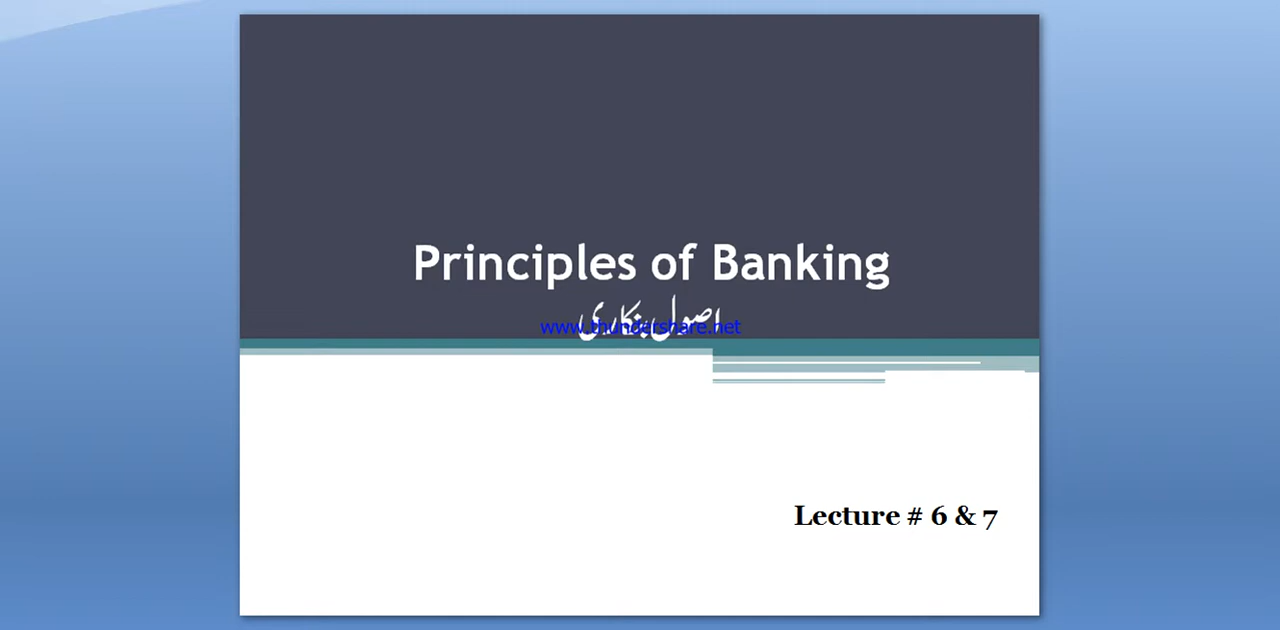 Principles of Banking
اصول بنکاری
www.thundershare.net
Lecture # 6 & 7